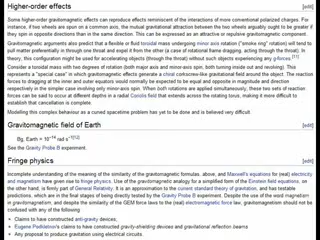 Higher-order effects [edit]
Some higher-order gravitomagnetic effects can reproduce effects reminiscent of the interactions of more conventional polarized charges. For
instance, if two wheels are spun on a common axis, the mutual gravitational attraction between the two wheels arguably ought to be greater if
they spin in opposite directions than in the same direction. This can be expressed as an attractive or repulsive gravitomagnetic component.
Gravitomagnetic arguments also predict that a flexible or fluid toroidal mass undergoing minor axis rotation ("smoke ring" rotation) will tend to
pull matter preferentially in through one throat and expel it from the other (a case of rotational frame dragging, acting through the throat). In
theory, this configuration might be used for accelerating objects (through the throat) without such objects experiencing any g-forces.[11]
Consider a toroidal mass with two degrees of rotation (both major axis and minor-axis spin, both turning inside out and revolving). This
represents a "special case" in which gravitomagnetic effects generate a chiral corkscrew-like gravitational field around the object. The reaction
forces to dragging at the inner and outer equators would normally be expected to be equal and opposite in magnitude and direction
respectively in the simpler case involving only minor-axis spin. When both rotations are applied simultaneously, these two sets of reaction
forces can be said to occur at different depths in a radial Coriolis field that extends across the rotating torus, making it more difficult to
establish that cancellation is complete.
Modelling this complex behaviour as a curved spacetime problem has yet to be done and is believed to be very difficult.
Gravitomagnetic field of Earth [edit]
Bg, Earth = 10−14 rad s−1[12]
See the Gravity Probe B experiment.
Fringe physics [edit]
Incomplete understanding of the meaning of the similarity of the gravitomagnetic formulas, above, and Maxwell's equations for (real) electricity
and magnetism have given rise to fringe physics. Use of the gravitomagnetic analogy for a simplified form of the Einstein field equations, on
the other hand, is firmly part of General Relativity. It is an approximation to the current standard theory of gravitation, and has testable
predictions, which are in the final stages of being directly tested by the Gravity Probe B experiment. Despite the use of the word magnetism
in gravitomagnetism, and despite the similarity of the GEM force laws to the (real) electromagnetic force law, gravitomagnetism should not be
confused with any of the following:
• Claims to have constructed anti-gravity devices;
• Eugene Podkletnov's claims to have constructed gravity-shielding devices and gravitational reflection beams
• Any proposal to produce gravitation using electrical circuits